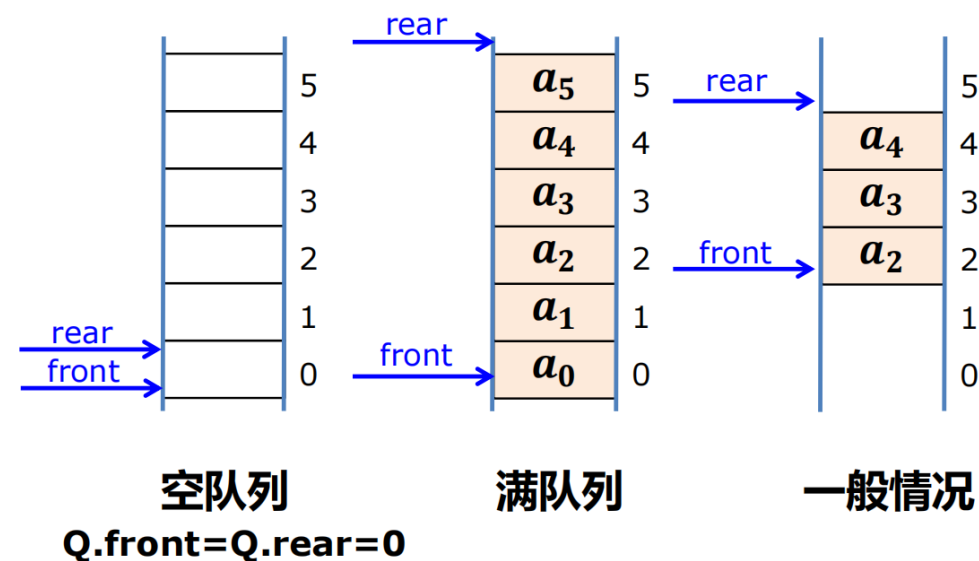 rear
front
5
4
3
2
1
0
空队列
Q.front=Q.rear=0
rear
front
a₅
a₄
a₃
a₂
a₁
a₀
5
4
3
2
1
0
满队列
rear
front
a₄
a₃
a₂
5
4
3
2
1
0
一般情况